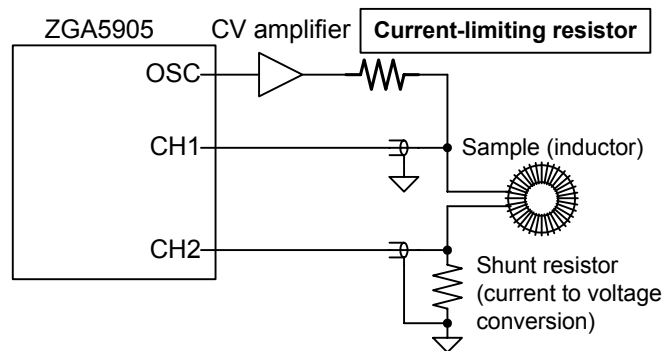 ZGA5905
CV amplifier
Current-limiting resistor
OSC
CH1
Sample (inductor)
CH2
Shunt resistor
(current to voltage
conversion)